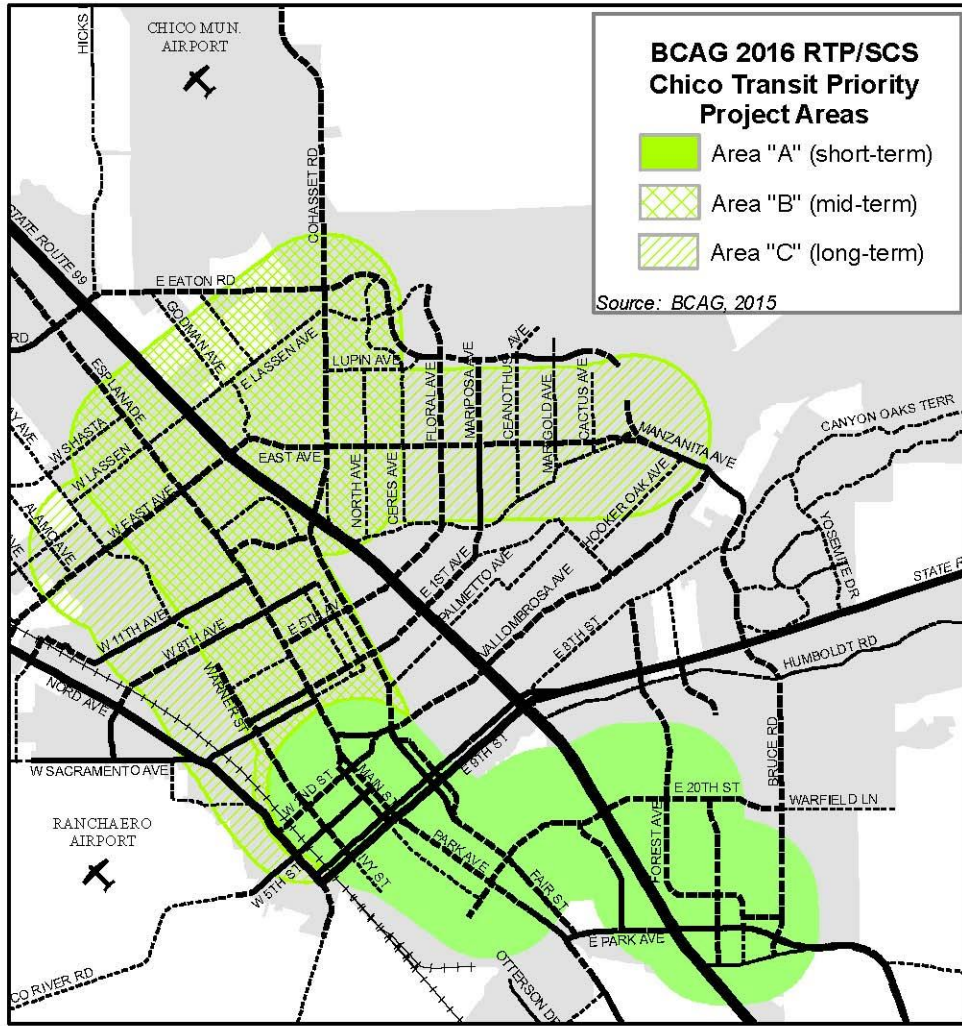 HICKS
CHICO MUN.
AIRPORT
BCAG 2016 RTP/SCS
Chico Transit Priority
Project Areas
Area "A" (short-term)
Area "B" (mid-term)
Area "C" (long-term)
Source: BCAG, 2015
COHASSET RD
STATE ROUTE 99
E EATON RD
GODMAN AVE
RD
E LASSEN AVE
LUPIN AVE
ESPLANADE
FLORAL AVE
MARIPOSA AVE
CEANOTHUS AVE
MARIGOLD AVE
CACTUS AVE
CANYON OAKS TERR
W SHASTA
AY AVE
W LASSEN
EAST AVE
MANZANITA AVE
NORTH AVE
CERES AVE
HOOKER OAK AVE
W EAST AVE
ALAMO AVE
AVE
YOSEMITE DR
STATE R
E 1ST AVE
PALMETTO AVE
VALLOMBROSA AVE
E 8TH ST
W 11TH AVE
W 8TH AVE
E 5TH AV
HUMBOLDT RD
NORD AVE
WARNER ST
E 9TH ST
BRUCE RD
W SACRAMENTO AVE
W 2ND ST
MAIN ST
E 20TH ST
WARFIELD LN
RANCHAERO
AIRPORT
IVY ST
PARK AVE
FOREST AVE
W 5TH ST
FAIR ST
E PARK AVE
CO RIVER RD
OTTERSON DR